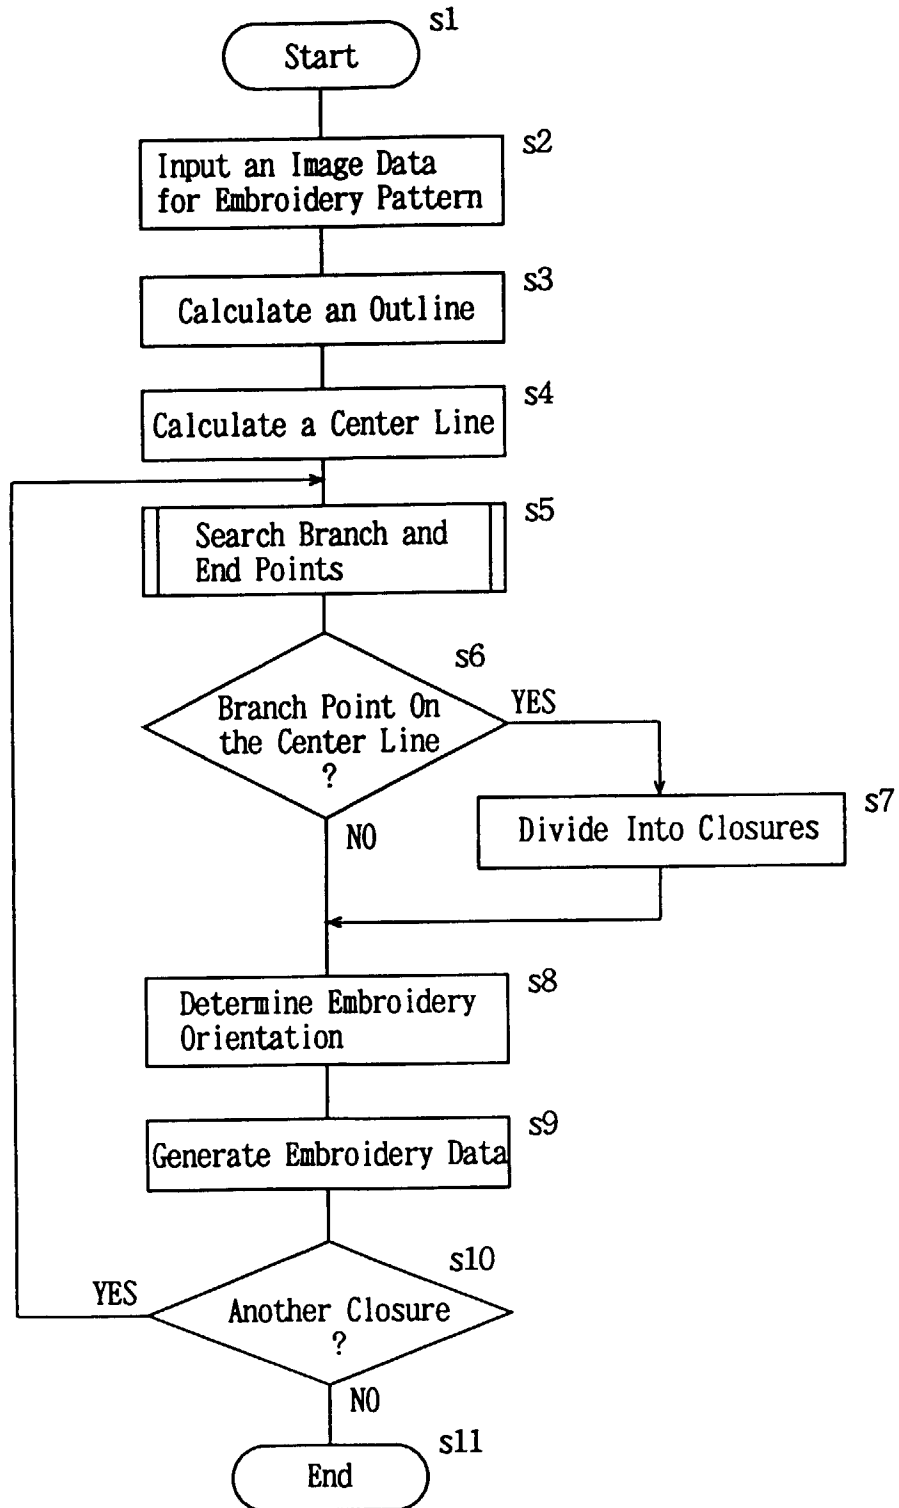 s1
Start
s2
Input an Image Data
for Embroidery Pattern
s3
Calculate an Outline
s4
Calculate a Center Line
s5
Search Branch and
End Points
s6
Branch Point On
the Center Line
?
YES
NO
s7
Divide Into Closures
s8
Determine Embroidery
Orientation
s9
Generate Embroidery Data
s10
YES
Another Closure
?
NO
s11
End